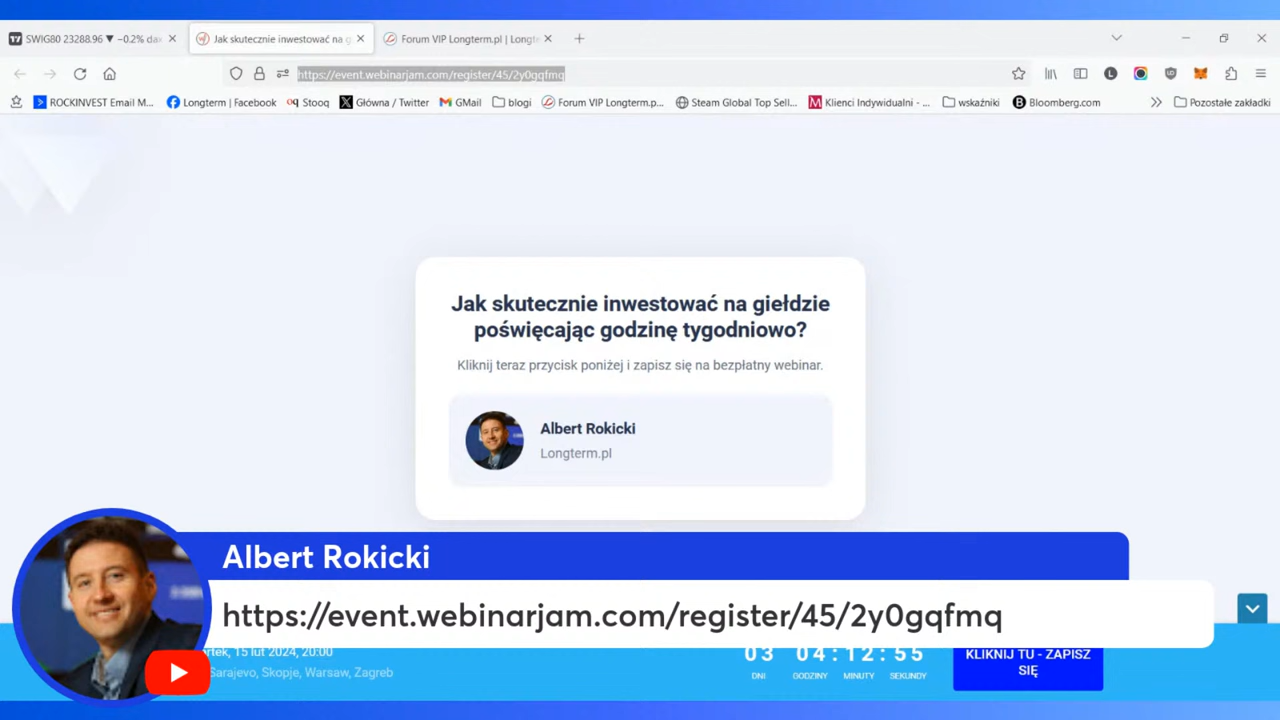 SWIG80 23288.96 ▼ −0.2% da
Jak skutecznie inwestować na g
Forum VIP Longterm.pl | Longt
https://event.webinarjam.com/register/45/2y0gqfmq
ROCKINVEST Email M...
Longterm | Facebook
Stooq
Główna / Twitter
GMail
blogi
Forum VIP Longterm.p...
Steam Global Top Sell...
Klienci Indywidualni - ...
wskaźniki
Bloomberg.com
Pozostałe zakładki
Jak skutecznie inwestować na giełdzie
poświęcając godzinę tygodniowo?
Kliknij teraz przycisk poniżej i zapisz się na bezpłatny webinar.
Albert Rokicki
Longterm.pl
Albert Rokicki
https://event.webinarjam.com/register/45/2y0gqfmq
15 lut 2024, 20:00
Sarajevo, Skopje, Warsaw, Zagreb
03 04:12:55
DNI GODZINY MINUTY SEKUNDY
KLIKNIJ TU - ZAPISZ
SIĘ